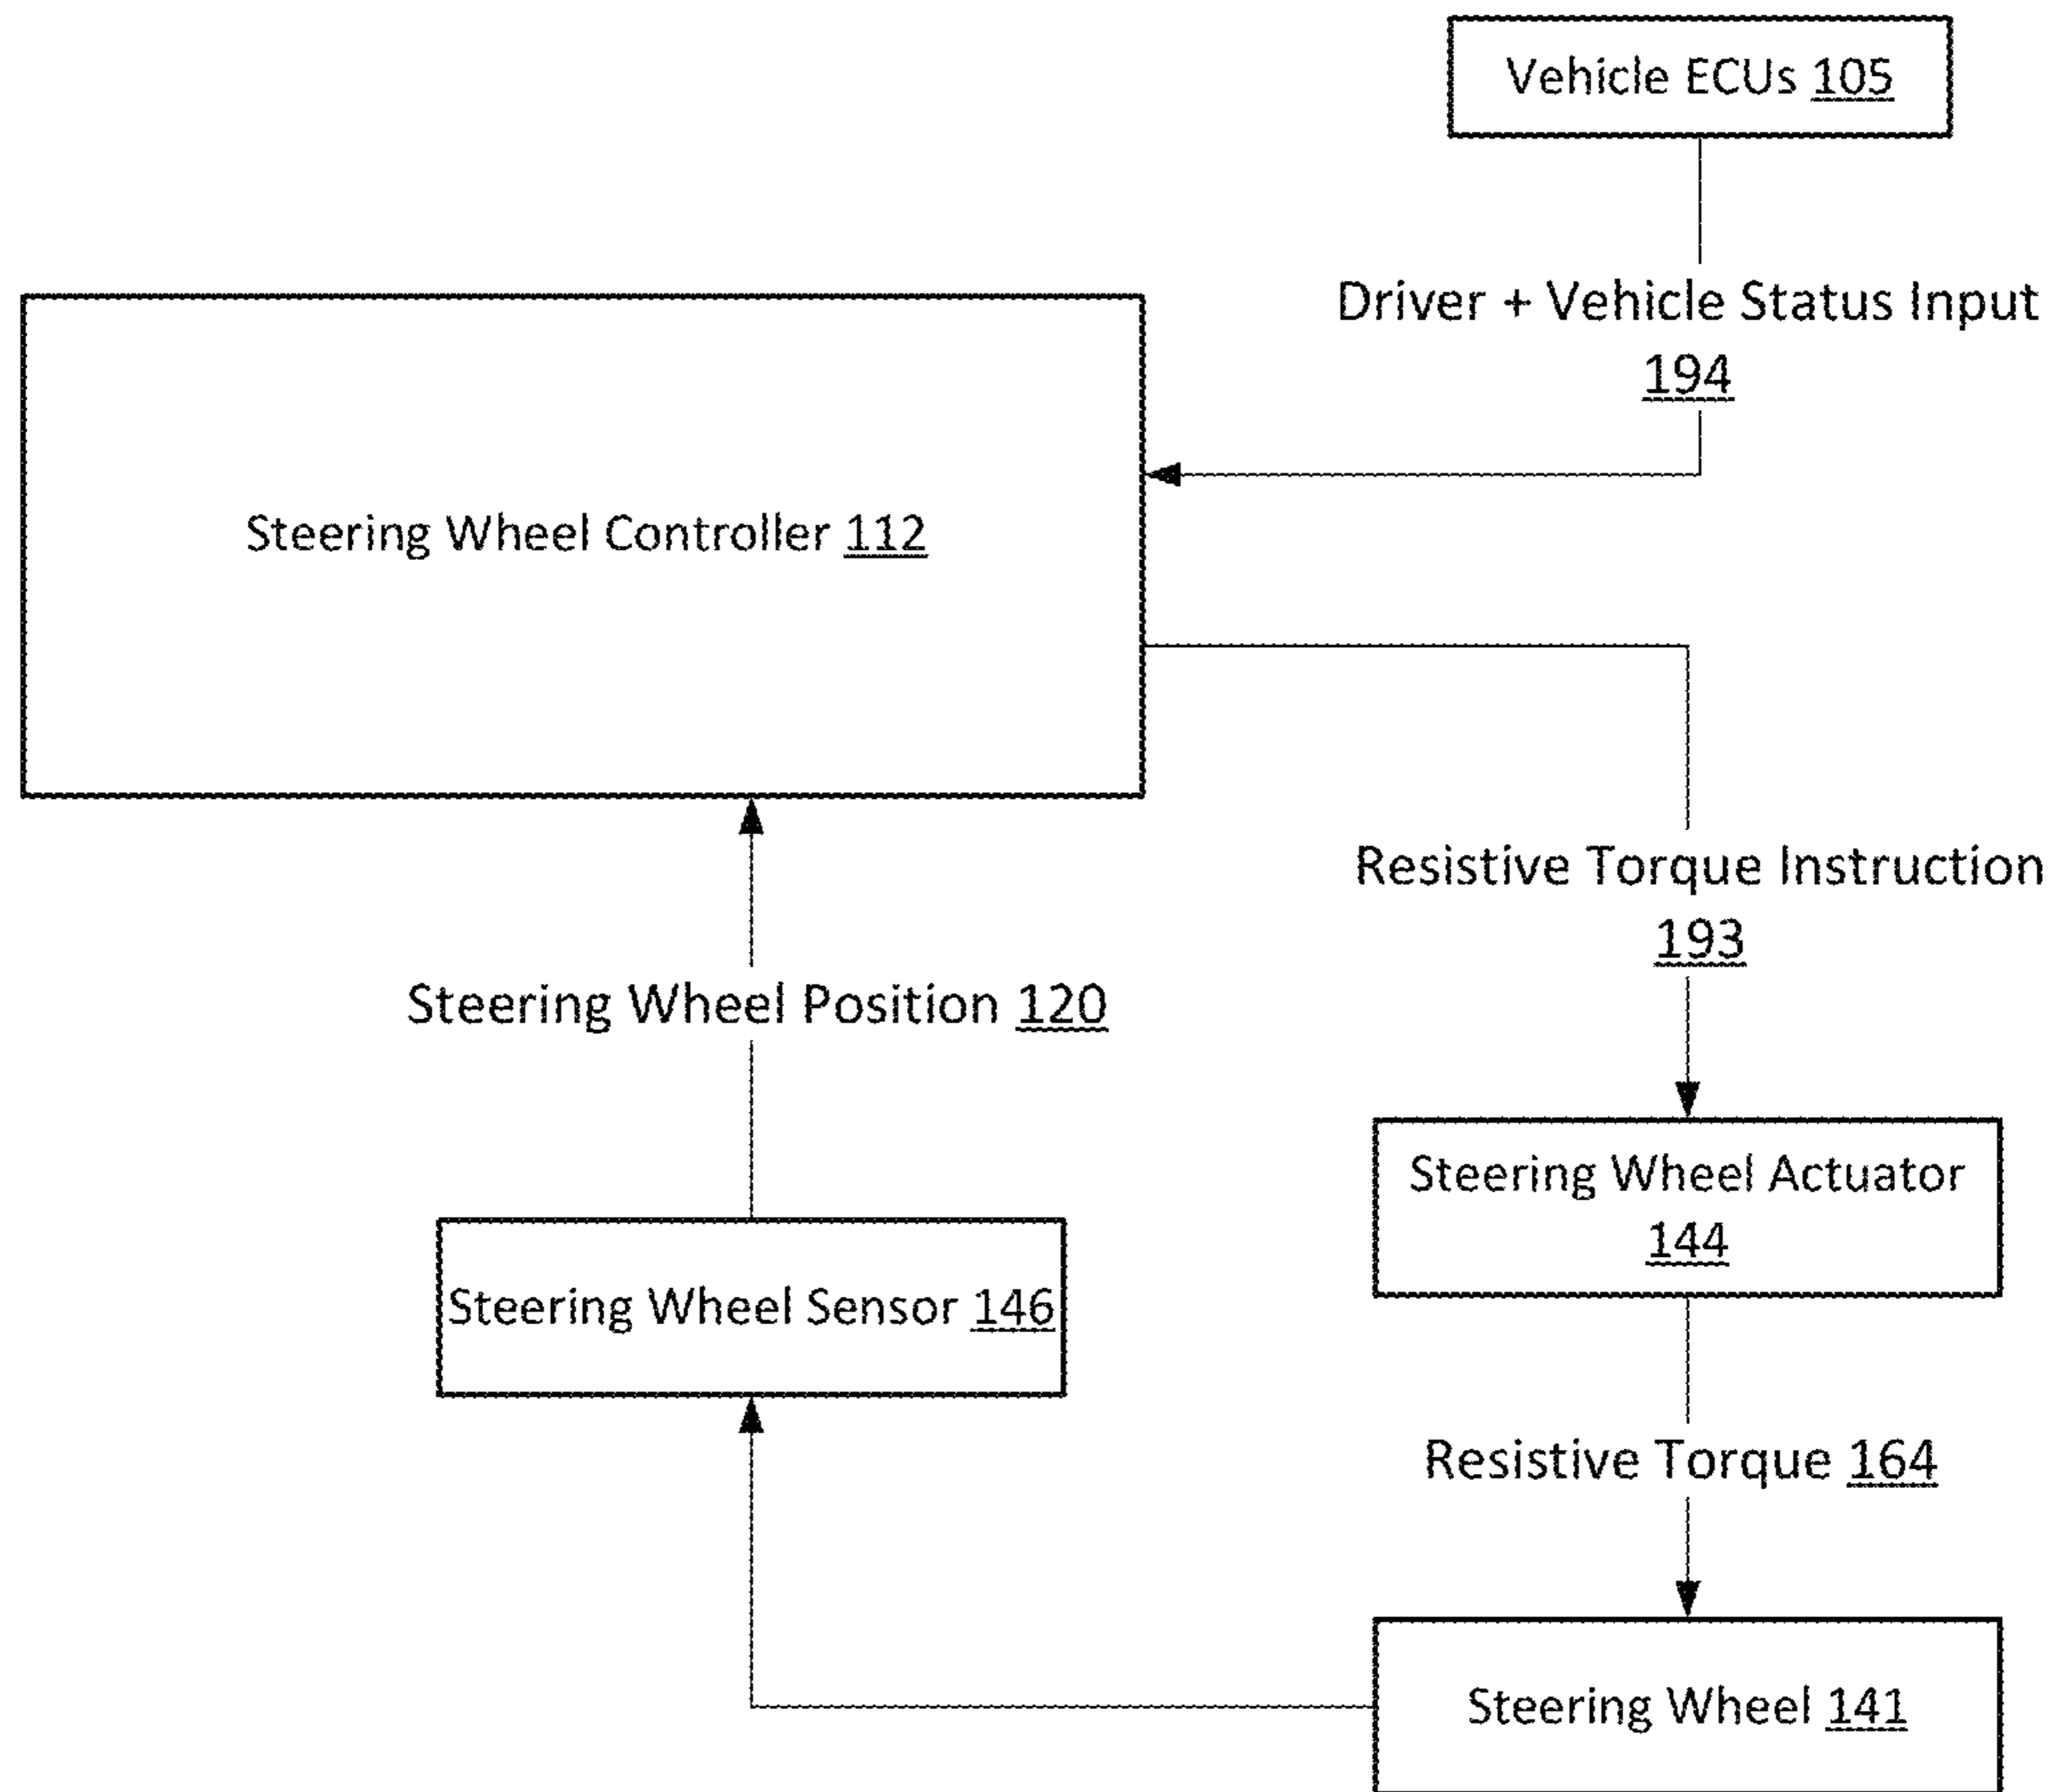 Vehicle ECUs 105
Driver + Vehicle Status Input
194
Steering Wheel Controller 112
Resistive Torque Instruction
193
Steering Wheel Position 120
Steering Wheel Actuator
144
Steering Wheel Sensor 146
Resistive Torque 164
Steering Wheel 141